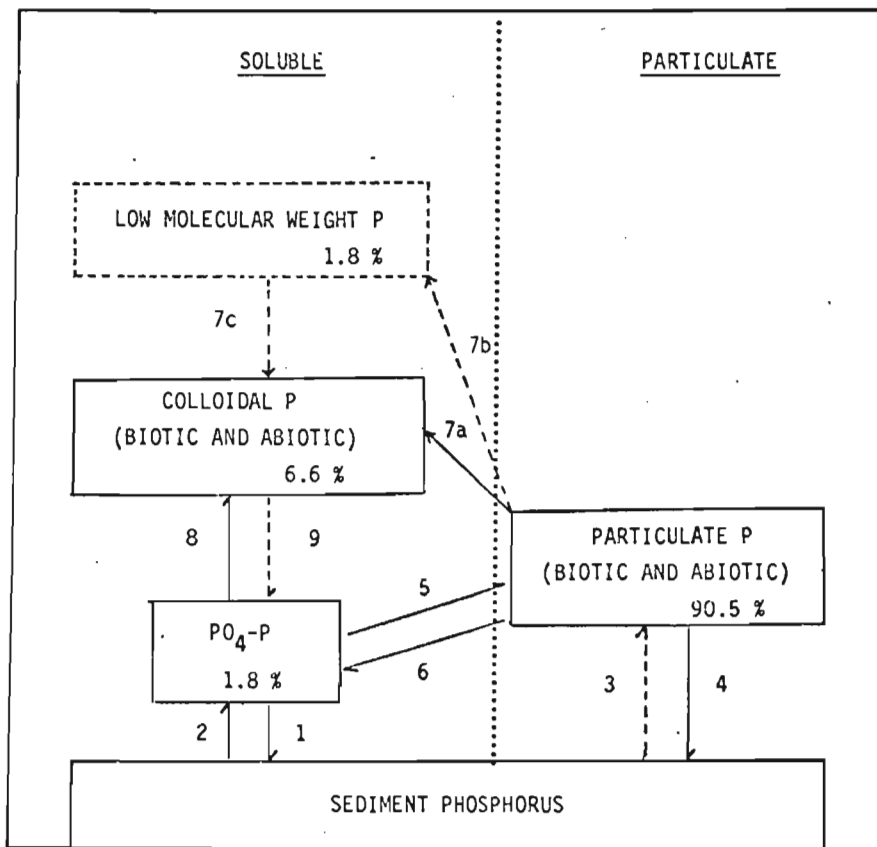 SOLUBLE
PARTICULATE
LOW MOLECULAR WEIGHT P
1.8 %
7c
7b
COLLOIDAL P
(BIOTIC AND ABIOTIC)
6.6 %
7a
8
9
PARTICULATE P
(BIOTIC AND ABIOTIC)
90.5 %
5
PO4-P
1.8 %
6
3
4
2
1
SEDIMENT PHOSPHORUS